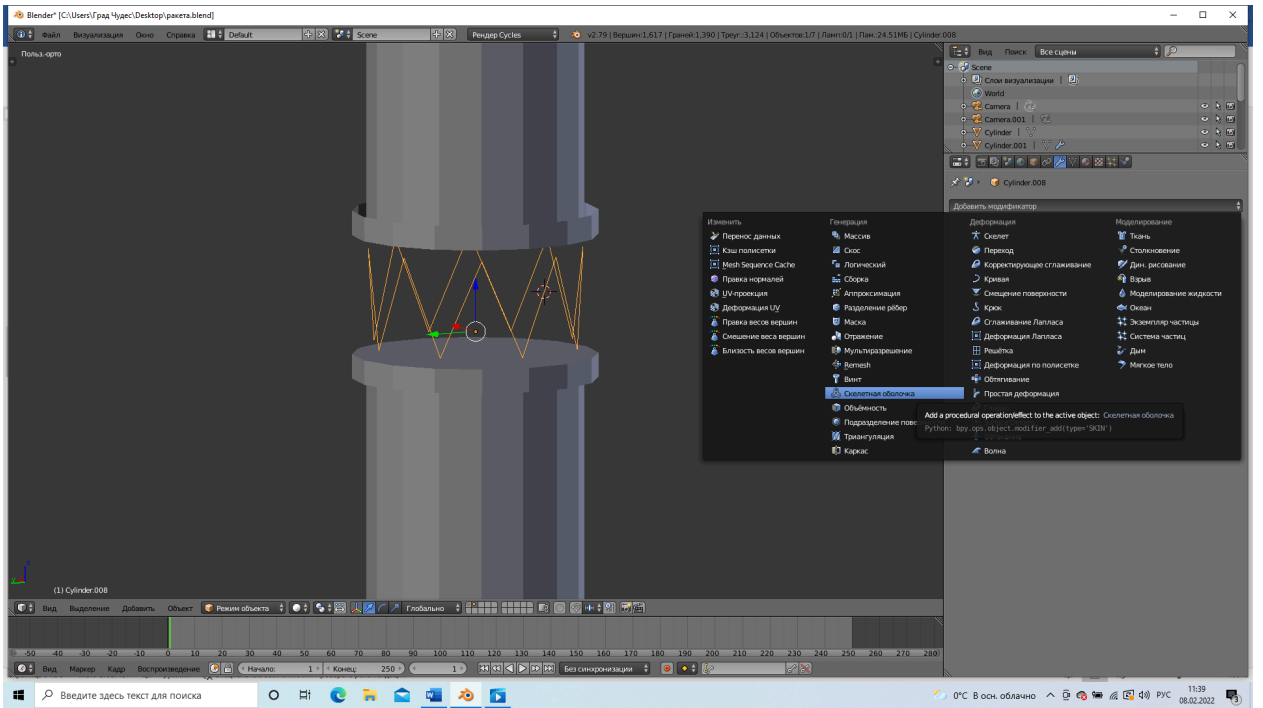 Blender* [C:\Users\Град Чудес\Desktop\ракета.blend]
Файл Визуализация Окно Справка Default Scene Рендер Cycles v2.79 | Вершин:1,617 | Граней:1,390 | Треуг.:3,124 | Объектов:1/7 | Ламп:0/1 | Пам.:24.51МБ | Cylinder.008
Польз.-орто
Вид Поиск Все сцены
Scene
Слои визуализации
World
Camera
Camera.001
Cylinder
Cylinder.001
Cylinder.008
Добавить модификатор
Изменить
Перенос данных
Кэш полисетки
Mesh Sequence Cache
Правка нормалей
UV-проекция
Деформация UV
Правка весов вершин
Смешение веса вершин
Близость весов вершин
Генерация
Массив
Скос
Логический
Сборка
Аппроксимация
Разделение рёбер
Маска
Отражение
Мультиразрешение
Remesh
Винт
Скелетная оболочка
Объёмность
Подразделение пове
Триангуляция
Каркас
Деформация
Скелет
Переход
Корректирующее сглаживание
Кривая
Смещение поверхности
Крюк
Сглаживание Лапласа
Деформация Лапласа
Решётка
Деформация по полисетке
Обтягивание
Простая деформация
Волна
Моделирование
Ткань
Столкновение
Дин. рисование
Взрыв
Моделирование жидкости
Океан
Экземпляр частицы
Система частиц
Дым
Мягкое тело
Add a procedural operation/effect to the active object: Скелетная оболочка
Python: bpy.ops.object.modifier_add(type='SKIN')
(1) Cylinder.008
Вид Выделение Добавить Объект Режим объекта Глобально
-50 -40 -30 -20 -10 0 10 20 30 40 50 60 70 80 90 100 110 120 130 140 150 160 170 180 190 200 210 220 230 240 250 260 270 280
Вид Маркер Кадр Воспроизведение Начало: 1 Конец: 250 1 Без синхронизации
Введите здесь текст для поиска 0°C В осн. облачно РУС 11:39
08.02.2022